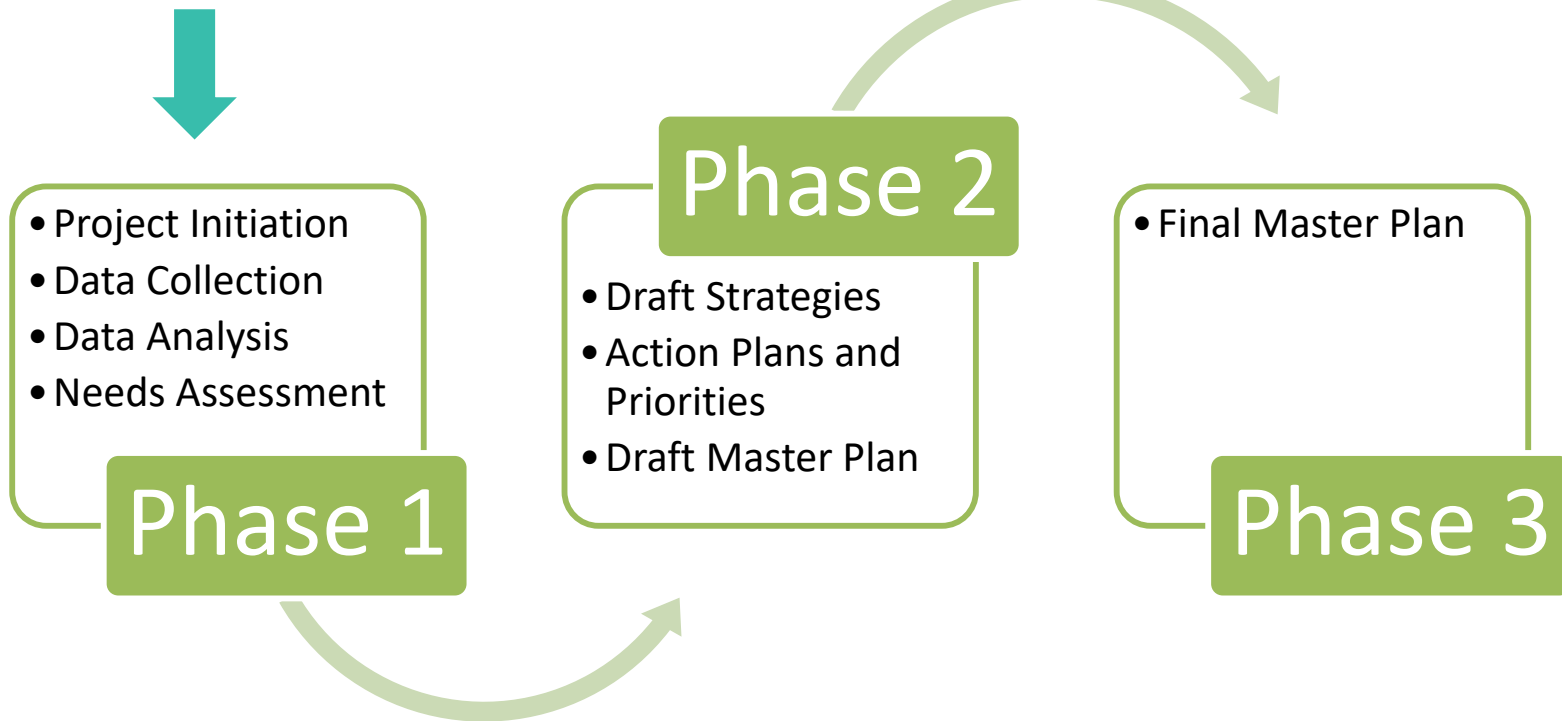 • Project Initiation
• Data Collection
• Data Analysis
• Needs Assessment
Phase 1
Phase 2
• Draft Strategies
• Action Plans and
Priorities
• Draft Master Plan
• Final Master Plan
Phase 3